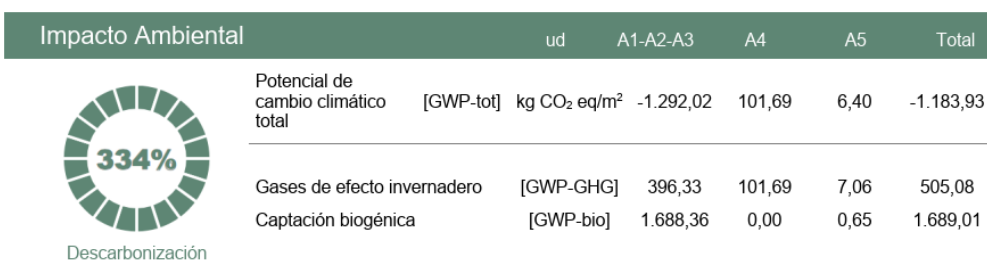 Impacto Ambiental ud A1-A2-A3 A4 A5 Total
334%
Descarbonización
Potencial de
cambio climático [GWP-tot] kg CO₂ eq/m² -1.292,02 101,69 6,40 -1.183,93
total
Gases de efecto invernadero [GWP-GHG] 396,33 101,69 7,06 505,08
Captación biogénica [GWP-bio] 1.688,36 0,00 0,65 1.689,01